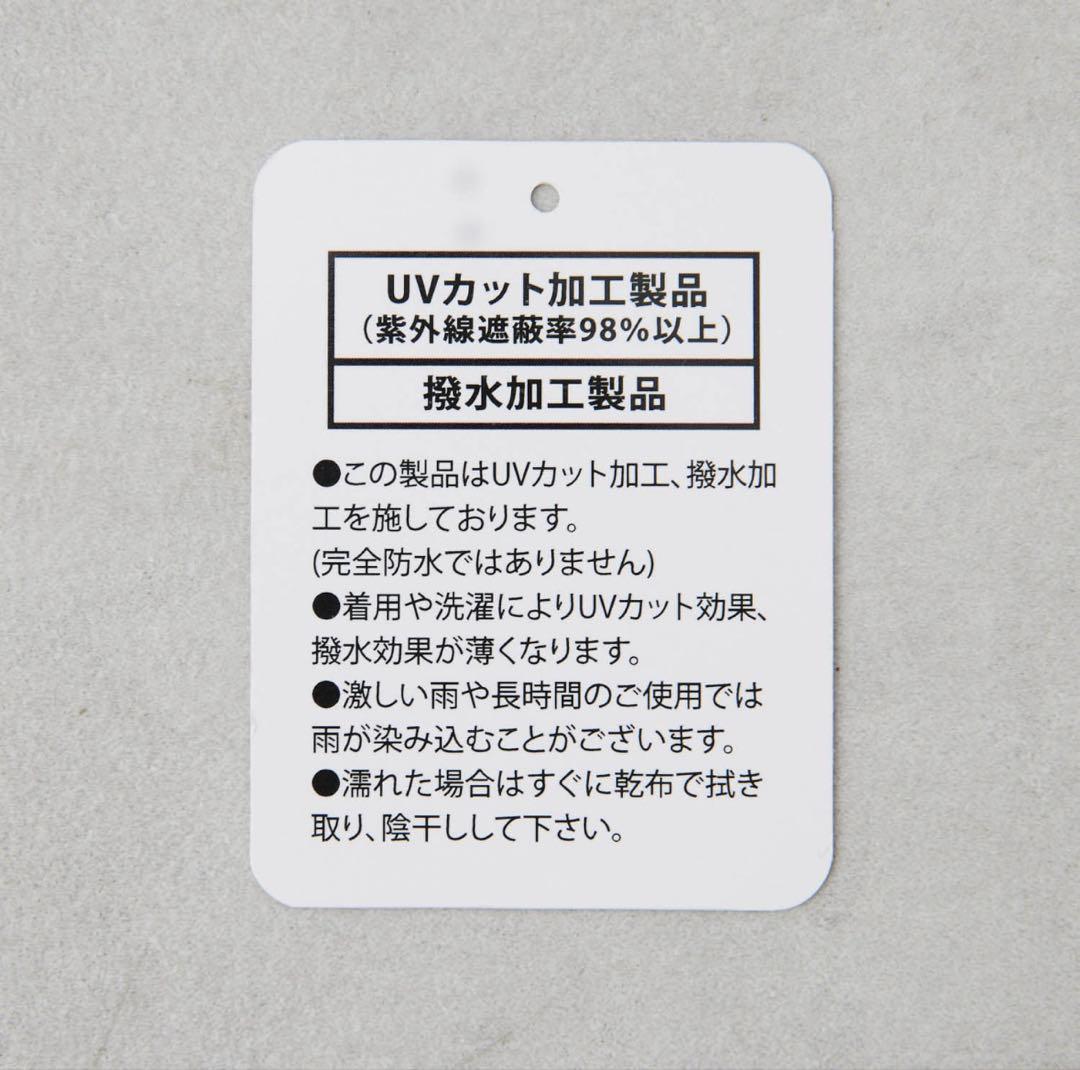 UVカット加工製品
（紫外線遮蔽率98%以上）
撥水加工製品
●この製品はUVカット加工、撥水加
工を施しております。
(完全防水ではありません)
●着用や洗濯によりUVカット効果、
撥水効果が薄くなります。
●激しい雨や長時間のご使用では
雨が染み込むことがございます。
●濡れた場合はすぐに乾布で拭き
取り、陰干しして下さい。